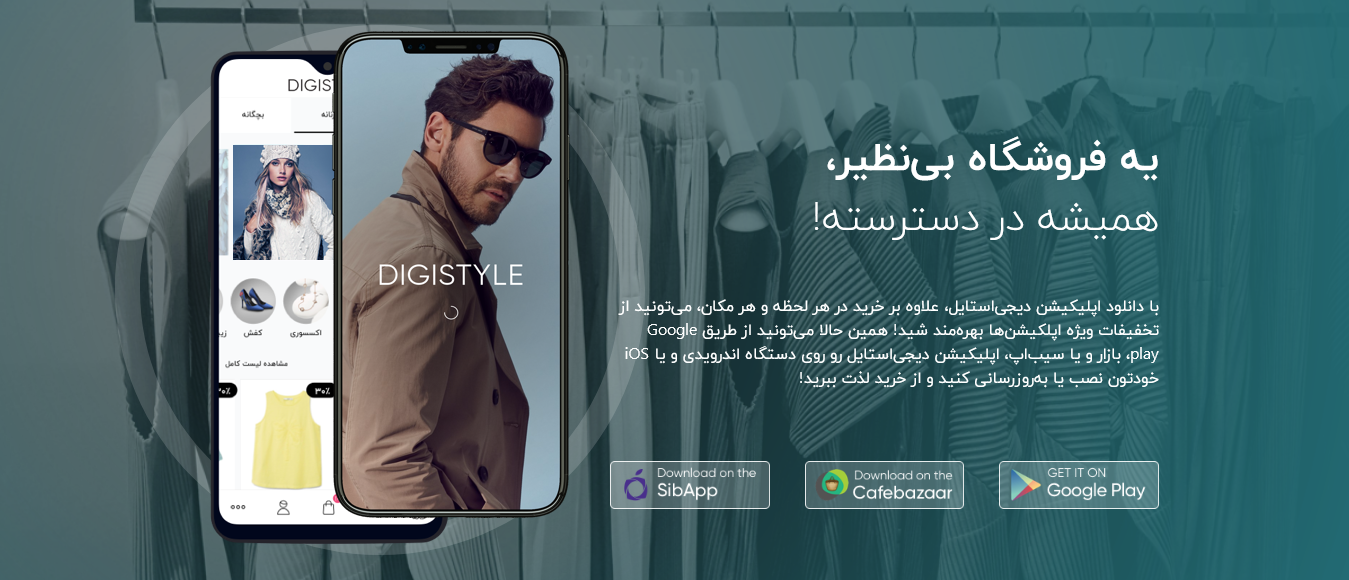 یه فروشگاه بی‌نظیر،
همیشه در دسترسته!
با دانلود اپلیکیشن دیجی‌استایل، علاوه بر خرید در هر لحظه و هر مکان، می‌تونید از
تخفیفات ویژه اپلکیشن‌ها بهره‌مند شید! همین حالا می‌تونید از طریق Google
play، بازار و یا سیب‌اپ، اپلیکیشن دیجی‌استایل رو روی دستگاه اندرویدی و یا iOS
خودتون نصب یا به‌روزرسانی کنید و از خرید لذت ببرید!
GET IT ON
Google Play
Download on the
Cafebazaar
Download on the
SibApp
DIGISTYLE
DIGIST
بچگانه
اکسسوری
کفش
مشاهده لیست کامل
۳۰٪